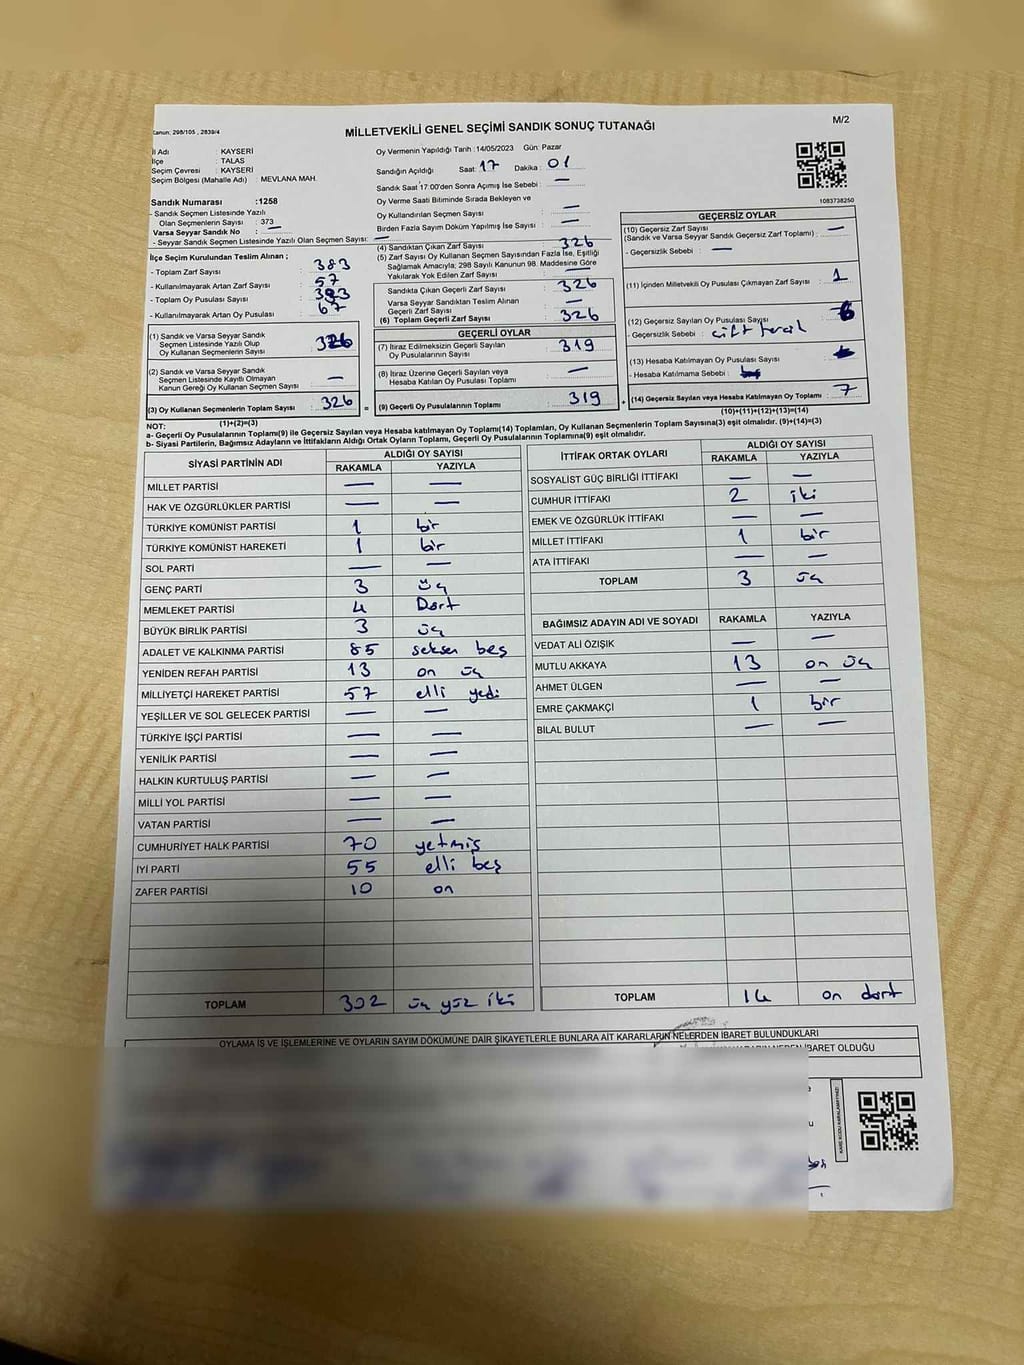 Kanun: 298/105 , 2839/4
MİLLETVEKİLİ GENEL SEÇİMİ SANDIK SONUÇ TUTANAĞI
M/2
İl Adı : KAYSERİ
İlçe : TALAS
Seçim Çevresi : KAYSERİ
Seçim Bölgesi (Mahalle Adı) : MEVLANA MAH.
Sandık Numarası :1258
- Sandık Seçmen Listesinde Yazılı
Olan Seçmenlerin Sayısı : 373
Varsa Seyyar Sandık No : —
- Seyyar Sandık Seçmen Listesinde Yazılı Olan Seçmen Sayısı: —
İlçe Seçim Kurulundan Teslim Alınan ;
- Toplam Zarf Sayısı : 383
- Kullanılmayarak Artan Zarf Sayısı : 57
- Toplam Oy Pusulası Sayısı : 393
- Kullanılmayarak Artan Oy Pusulası : 67
(1) Sandık ve Varsa Seyyar Sandık
Seçmen Listesinde Yazılı Olup
Oy Kullanan Seçmenlerin Sayısı : 326
(2) Sandık ve Varsa Seyyar Sandık
Seçmen Listesinde Kayıtlı Olmayan
Kanun Gereği Oy Kullanan Seçmen Sayısı : —
(3) Oy Kullanan Seçmenlerin Toplam Sayısı : 326
(1)+(2)=(3)
Oy Vermenin Yapıldığı Tarih : 14/05/2023 Gün: Pazar
Sandığın Açıldığı Saat: 17 Dakika : 01
Sandık Saat 17:00'den Sonra Açılmış İse Sebebi : —
Oy Verme Saati Bitiminde Sırada Bekleyen ve
Oy Kullandırılan Seçmen Sayısı : —
Birden Fazla Sayım Döküm Yapılmış İse Sayısı : —
(4) Sandıktan Çıkan Zarf Sayısı : 326
(5) Zarf Sayısı Oy Kullanan Seçmen Sayısından Fazla İse, Eşitliği
Sağlamak Amacıyla; 298 Sayılı Kanunun 98. Maddesine Göre
Yakılarak Yok Edilen Zarf Sayısı : —
Sandıkta Çıkan Geçerli Zarf Sayısı : 326
Varsa Seyyar Sandıktan Teslim Alınan
Geçerli Zarf Sayısı : —
(6) Toplam Geçerli Zarf Sayısı : 326
GEÇERLİ OYLAR
(7) İtiraz Edilmeksizin Geçerli Sayılan
Oy Pusulalarının Sayısı : 319
(8) İtiraz Üzerine Geçerli Sayılan veya
Hesaba Katılan Oy Pusulası Toplamı : —
= (9) Geçerli Oy Pusulalarının Toplamı : 319
1083738250
GEÇERSİZ OYLAR
(10) Geçersiz Zarf Sayısı
(Sandık ve Varsa Seyyar Sandık Geçersiz Zarf Toplamı) : —
- Geçersizlik Sebebi : —
(11) İçinden Milletvekili Oy Pusulası Çıkmayan Zarf Sayısı : 1
(12) Geçersiz Sayılan Oy Pusulası Sayısı : 6
- Geçersizlik Sebebi : çift tercih
(13) Hesaba Katılmayan Oy Pusulası Sayısı :
- Hesaba Katılmama Sebebi :
+ (14) Geçersiz Sayılan veya Hesaba Katılmayan Oy Toplamı : 7
(10)+(11)+(12)+(13)=(14)
NOT:
a- Geçerli Oy Pusulalarının Toplamı(9) ile Geçersiz Sayılan veya Hesaba katılmayan Oy Toplamı(14) Toplamları, Oy Kullanan Seçmenlerin Toplam Sayısına(3) eşit olmalıdır. (9)+(14)=(3)
b- Siyasi Partilerin, Bağımsız Adayların ve İttifakların Aldığı Ortak Oyların Toplamı, Geçerli Oy Pusulalarının Toplamına(9) eşit olmalıdır.
SİYASİ PARTİNİN ADI ALDIĞI OY SAYISI
RAKAMLA YAZIYLA
MİLLET PARTİSİ — —
HAK VE ÖZGÜRLÜKLER PARTİSİ — —
TÜRKİYE KOMÜNİST PARTİSİ 1 bir
TÜRKİYE KOMÜNİST HAREKETİ 1 bir
SOL PARTİ — —
GENÇ PARTİ 3 üç
MEMLEKET PARTİSİ 4 Dört
BÜYÜK BİRLİK PARTİSİ 3 üç
ADALET VE KALKINMA PARTİSİ 85 seksen beş
YENİDEN REFAH PARTİSİ 13 on üç
MİLLİYETÇİ HAREKET PARTİSİ 57 elli yedi
YEŞİLLER VE SOL GELECEK PARTİSİ — —
TÜRKİYE İŞÇİ PARTİSİ — —
YENİLİK PARTİSİ — —
HALKIN KURTULUŞ PARTİSİ — —
MİLLİ YOL PARTİSİ — —
VATAN PARTİSİ — —
CUMHURİYET HALK PARTİSİ 70 yetmiş
İYİ PARTİ 55 elli beş
ZAFER PARTİSİ 10 on
TOPLAM 302 üç yüz iki
İTTİFAK ORTAK OYLARI ALDIĞI OY SAYISI
RAKAMLA YAZIYLA
SOSYALİST GÜÇ BİRLİĞİ İTTİFAKI — —
CUMHUR İTTİFAKI 2 iki
EMEK VE ÖZGÜRLÜK İTTİFAKI — —
MİLLET İTTİFAKI 1 bir
ATA İTTİFAKI — —
TOPLAM 3 üç
BAĞIMSIZ ADAYIN ADI VE SOYADI RAKAMLA YAZIYLA
VEDAT ALİ ÖZIŞIK — —
MUTLU AKKAYA 13 on üç
AHMET ÜLGEN — —
EMRE ÇAKMAKÇİ 1 bir
BİLAL BULUT — —
TOPLAM 14 on dört
OYLAMA İŞ VE İŞLEMLERİNE VE OYLARIN SAYIM DÖKÜMÜNE DAİR ŞİKAYETLERLE BUNLARA AİT KARARLARIN NELERDEN İBARET BULUNDUKLARI
İBARET OLDUĞU